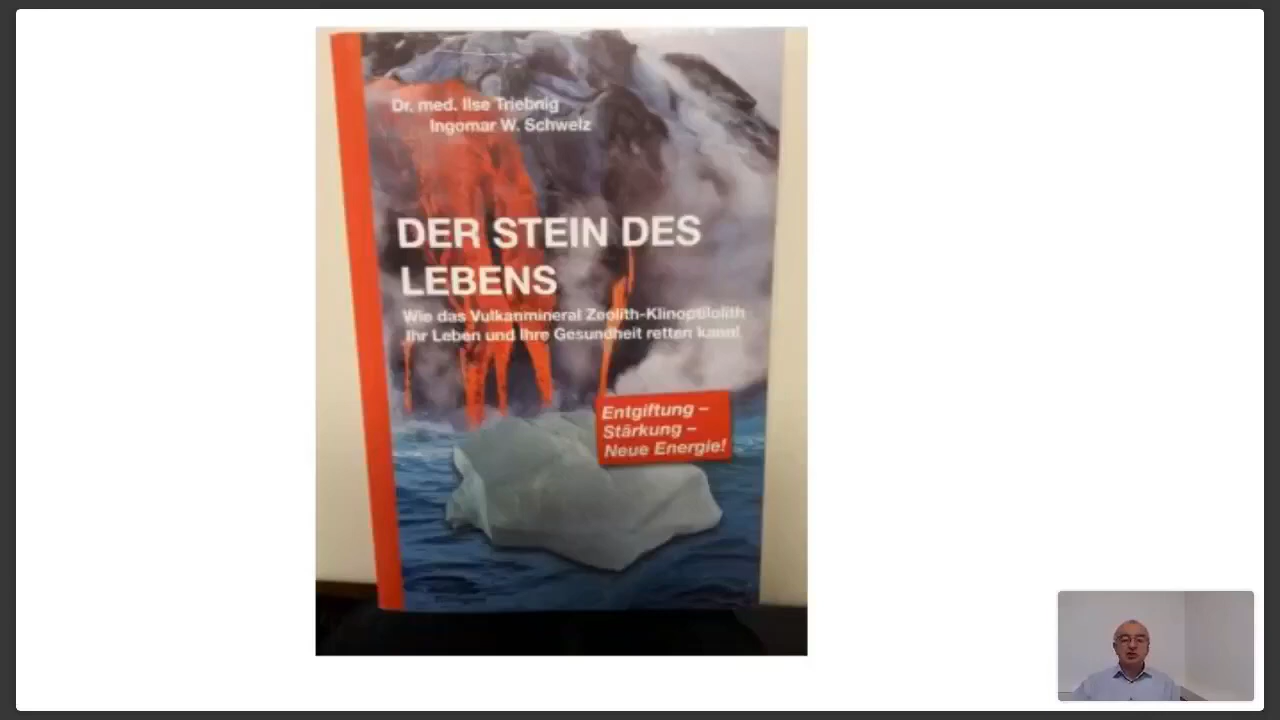 Dr. med. Ilse Triebnig
Ingomar W. Schwelz
DER STEIN DES
LEBENS
Wie das Vulkanmineral Zeolith-Klinoptilolith
Ihr Leben und Ihre Gesundheit retten kann!
Entgiftung –
Stärkung –
Neue Energie!